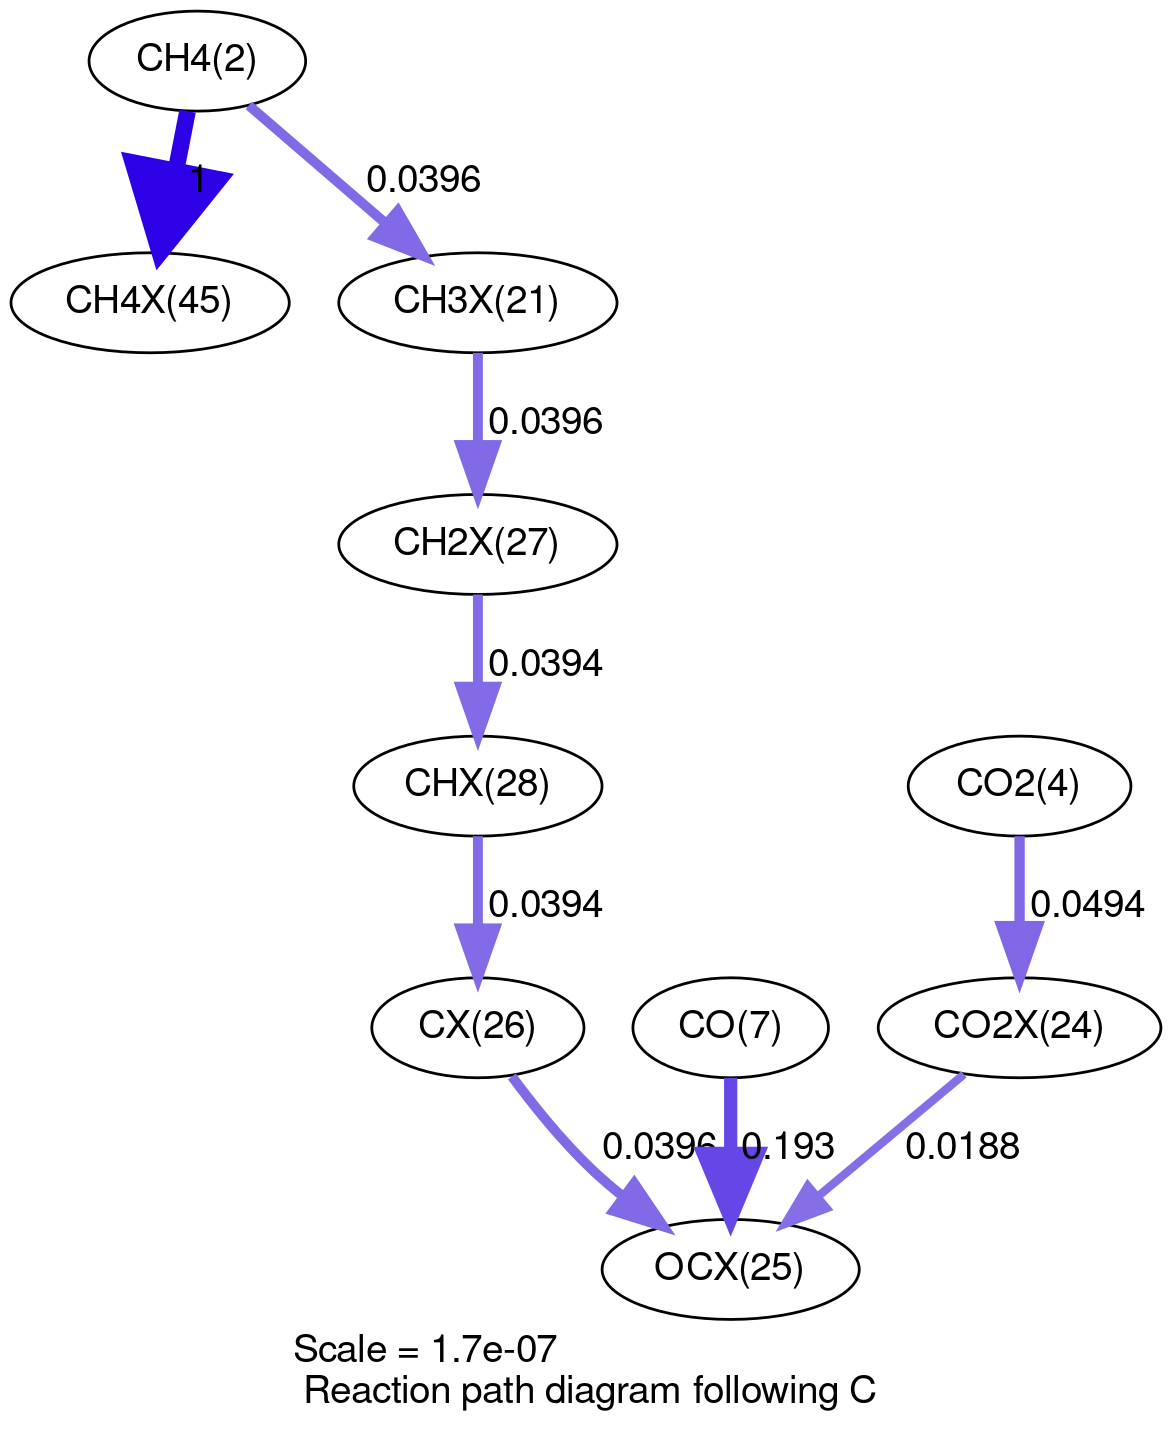 CH4(2)
1
0.0396
CH4X(45)
CH3X(21)
0.0396
CH2X(27)
0.0394
CHX(28)
CO2(4)
0.0394
0.0494
CX(26)
CO(7)
CO2X(24)
0.0396
0.193
0.0188
OCX(25)
Scale = 1.7e-07
Reaction path diagram following C